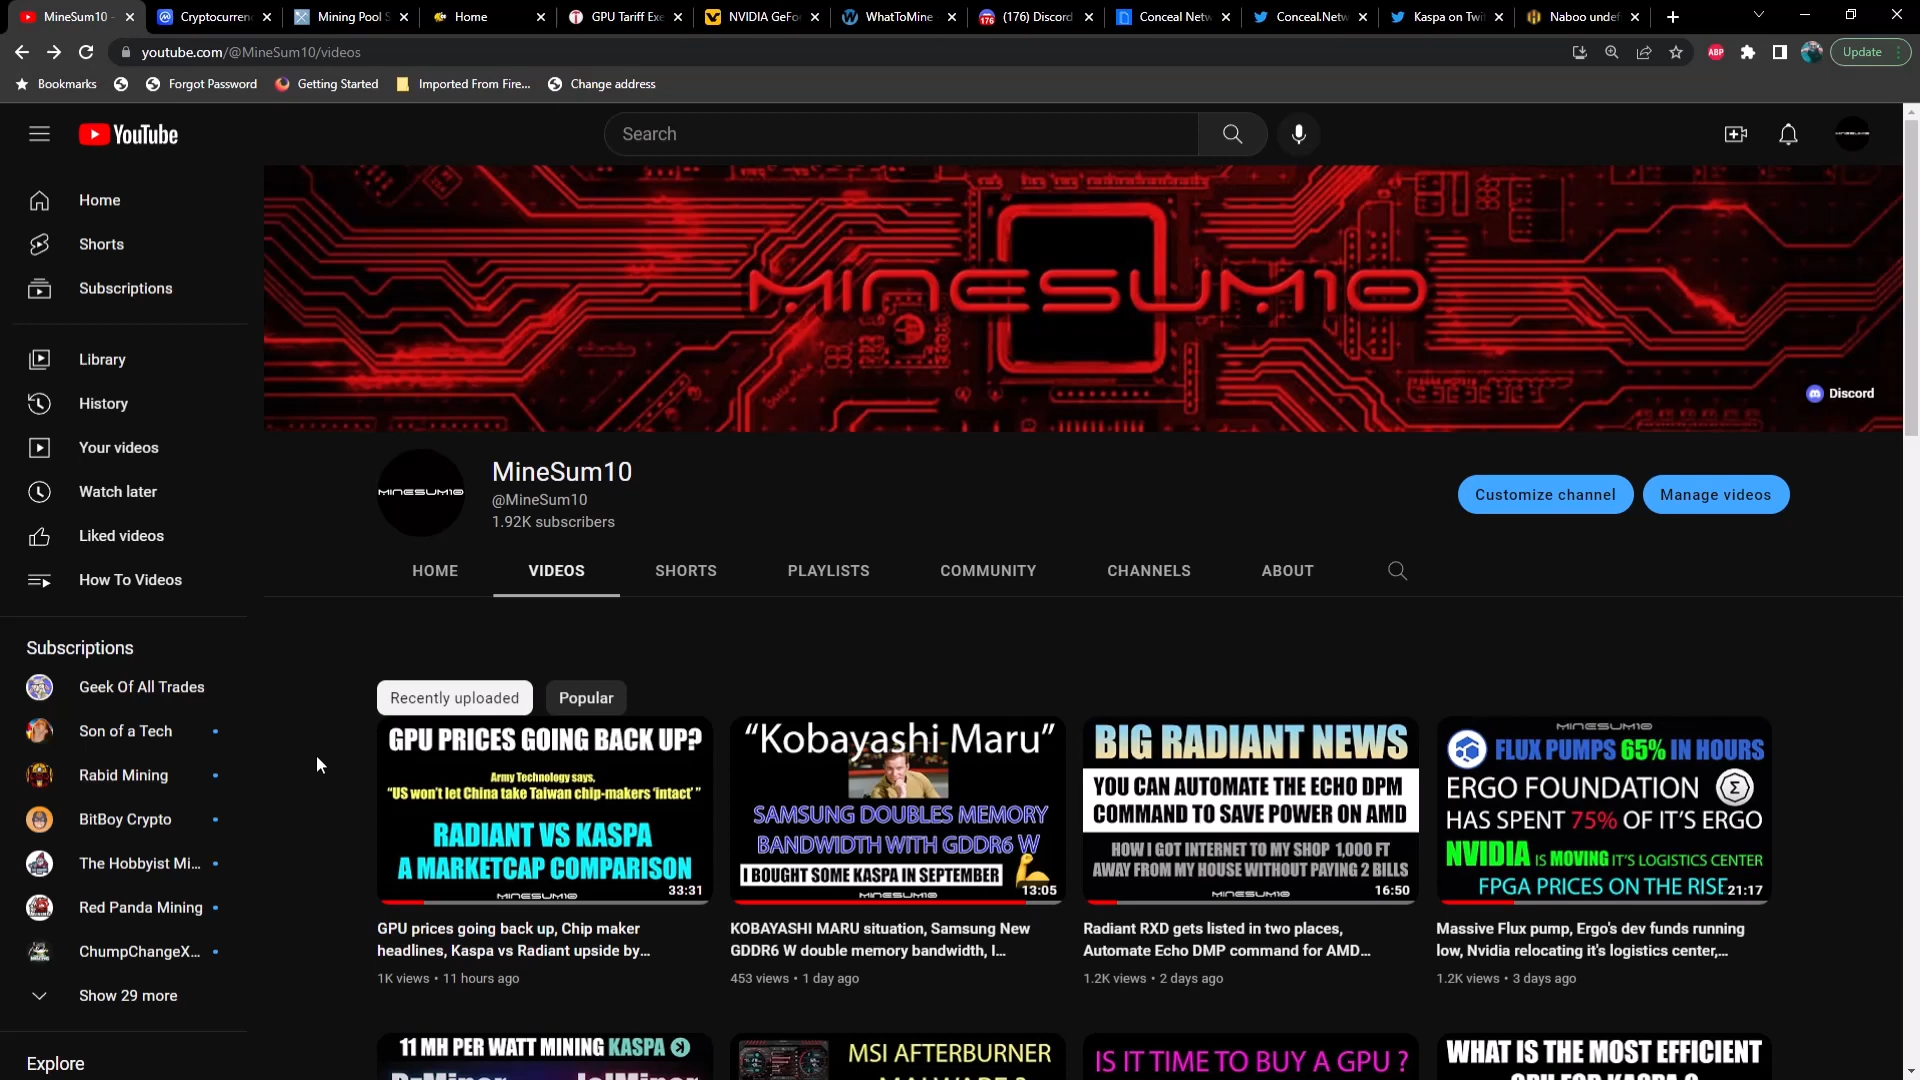 MineSum10 -
Cryptocurren
Mining Pool S
Home
GPU Tariff Exe
NVIDIA GeFo
WhatToMine
(176) Discord
Conceal Netw
Conceal.Netw
Kaspa on Twi
Naboo undef
youtube.com/@MineSum10/videos
ABP
Update
Bookmarks
Forgot Password
Getting Started
Imported From Fire...
Change address
YouTube
Search
Home
Shorts
Subscriptions
Library
History
Your videos
Watch later
Liked videos
How To Videos
Subscriptions
Geek Of All Trades
Son of a Tech
Rabid Mining
BitBoy Crypto
The Hobbyist Mi...
Red Panda Mining
ChumpChangeX...
Show 29 more
Explore
MINESUM10
Discord
MINESUM10
MineSum10
@MineSum10
1.92K subscribers
Customize channel
Manage videos
HOME
VIDEOS
SHORTS
PLAYLISTS
COMMUNITY
CHANNELS
ABOUT
Recently uploaded
Popular
GPU PRICES GOING BACK UP?
Army Technology says,
"US won't let China take Taiwan chip-makers 'intact' "
RADIANT VS KASPA
A MARKETCAP COMPARISON
MINESUM10
33:31
GPU prices going back up, Chip maker
headlines, Kaspa vs Radiant upside by...
1K views • 11 hours ago
"Kobayashi Maru"
SAMSUNG DOUBLES MEMORY
BANDWIDTH WITH GDDR6 W
I BOUGHT SOME KASPA IN SEPTEMBER
13:05
KOBAYASHI MARU situation, Samsung New
GDDR6 W double memory bandwidth, I...
453 views • 1 day ago
BIG RADIANT NEWS
YOU CAN AUTOMATE THE ECHO DPM
COMMAND TO SAVE POWER ON AMD
HOW I GOT INTERNET TO MY SHOP 1,000 FT
AWAY FROM MY HOUSE WITHOUT PAYING 2 BILLS
MINESUM10
16:50
Radiant RXD gets listed in two places,
Automate Echo DMP command for AMD...
1.2K views • 2 days ago
MINESUM10
FLUX PUMPS 65% IN HOURS
ERGO FOUNDATION
HAS SPENT 75% OF IT'S ERGO
NVIDIA IS MOVING IT'S LOGISTICS CENTER
FPGA PRICES ON THE RISE
21:17
Massive Flux pump, Ergo's dev funds running
low, Nvidia relocating it's logistics center,...
1.2K views • 3 days ago
11 MH PER WATT MINING KASPA
MSI AFTERBURNER
IS IT TIME TO BUY A GPU ?
WHAT IS THE MOST EFFICIENT